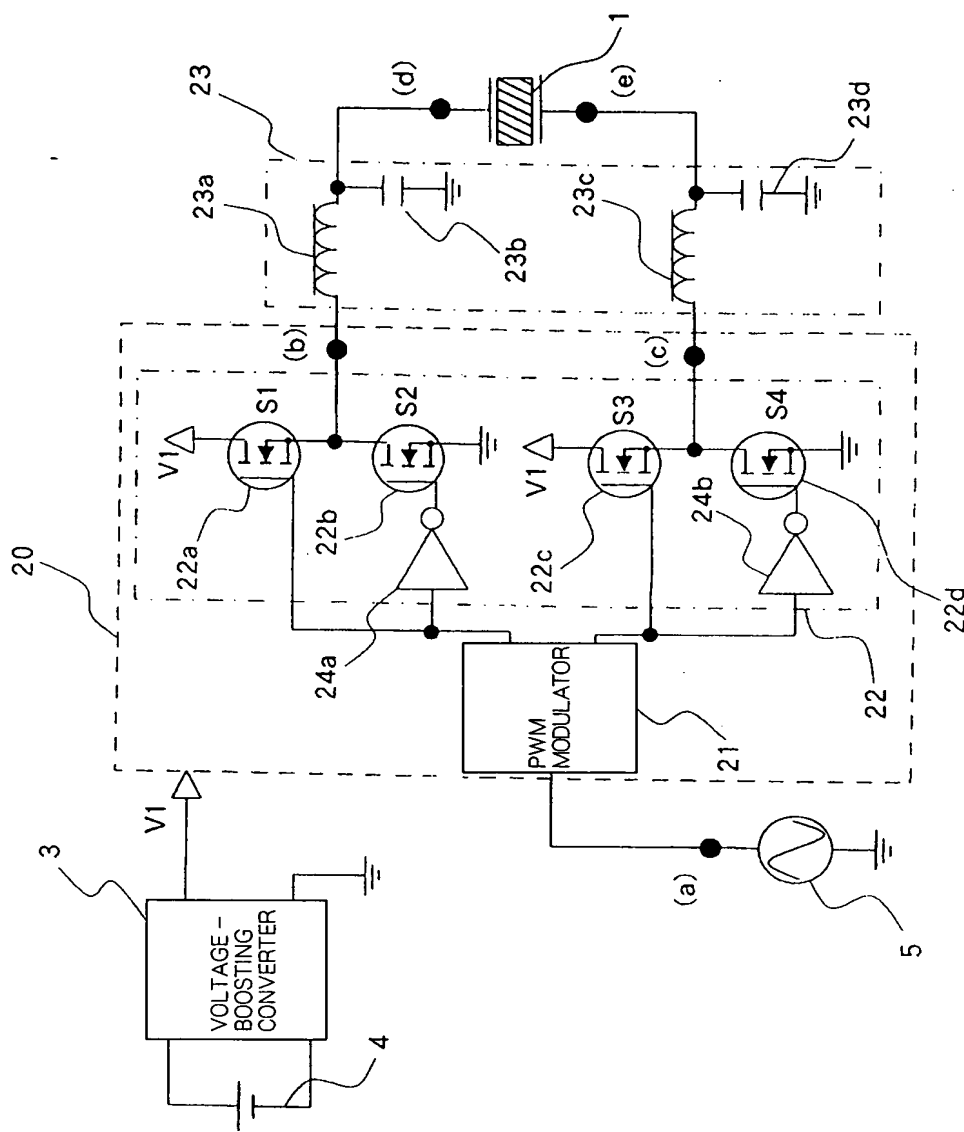 3
VOLTAGE-
BOOSTING
CONVERTER
4
V1
5
(a)
20
PWM
MODULATOR
21
22
V1
22a
S1
22b
S2
24a
(b)
V1
22c
S3
24b
S4
22d
(c)
23
23a
23b
23c
23d
(d)
(e)
1